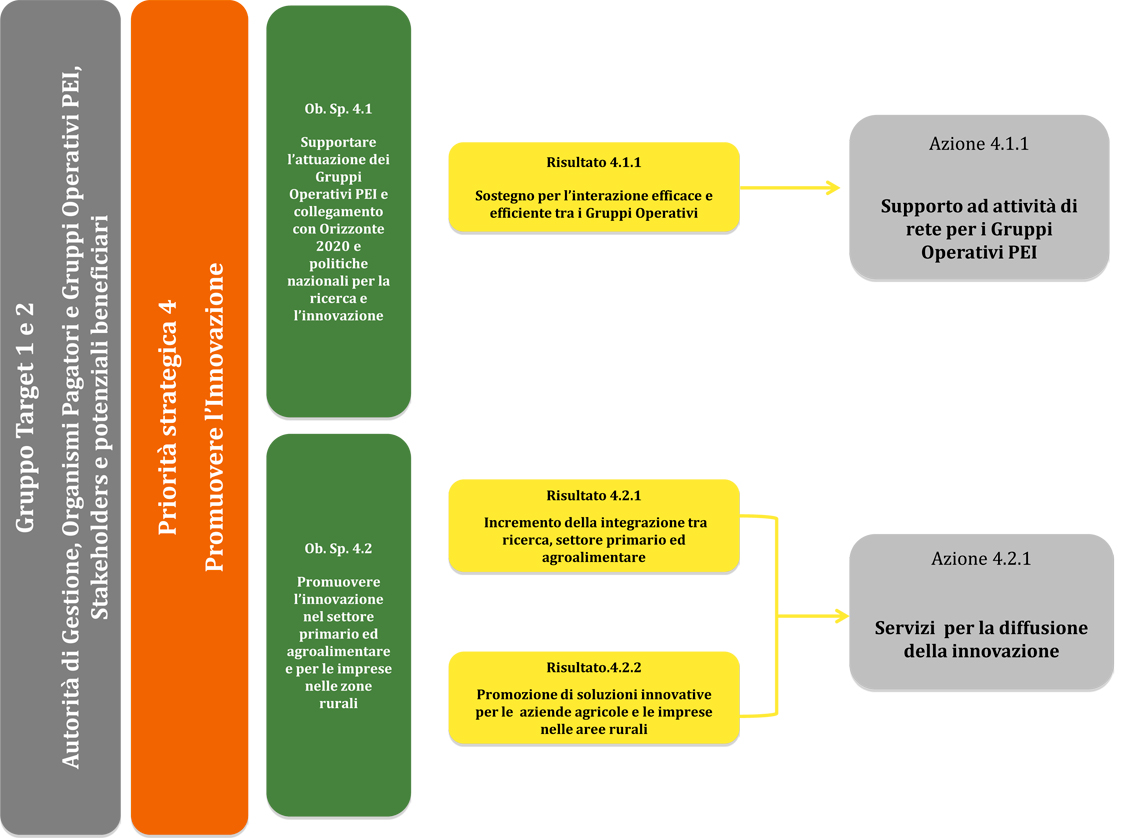 Gruppo Target 1 e 2
Autorità di Gestione, Organismi Pagatori e Gruppi Operativi PEI,
Stakeholders e potenziali beneficiari
Priorità strategica 4
Promuovere l’Innovazione
Ob. Sp. 4.1
Supportare
l’attuazione dei
Gruppi
Operativi PEI e
collegamento
con Orizzonte
2020 e
politiche
nazionali per la
ricerca e
l’innovazione
Risultato 4.1.1
Sostegno per l’interazione efficace e
efficiente tra i Gruppi Operativi
Azione 4.1.1
Supporto ad attività di
rete per i Gruppi
Operativi PEI
Ob. Sp. 4.2
Promuovere
l’innovazione
nel settore
primario ed
agroalimentare
e per le imprese
nelle zone
rurali
Risultato 4.2.1
Incremento della integrazione tra
ricerca, settore primario ed
agroalimentare
Risultato.4.2.2
Promozione di soluzioni innovative
per le aziende agricole e le imprese
nelle aree rurali
Azione 4.2.1
Servizi per la diffusione
della innovazione